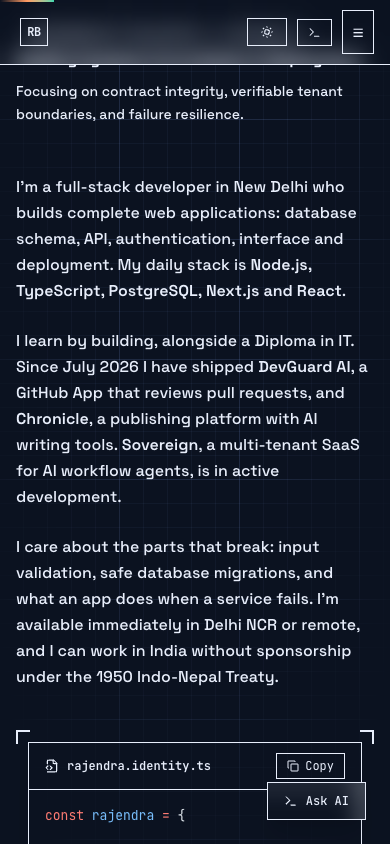 RB
Focusing on contract integrity, verifiable tenant
boundaries, and failure resilience.
I'm a full-stack developer in New Delhi who
builds complete web applications: database
schema, API, authentication, interface and
deployment. My daily stack is Node.js,
TypeScript, PostgreSQL, Next.js and React.
I learn by building, alongside a Diploma in IT.
Since July 2026 I have shipped DevGuard AI, a
GitHub App that reviews pull requests, and
Chronicle, a publishing platform with AI
writing tools. Sovereign, a multi-tenant SaaS
for AI workflow agents, is in active
development.
I care about the parts that break: input
validation, safe database migrations, and
what an app does when a service fails. I'm
available immediately in Delhi NCR or remote,
and I can work in India without sponsorship
under the 1950 Indo-Nepal Treaty.
rajendra.identity.ts
Copy
Ask AI
const rajendra = {